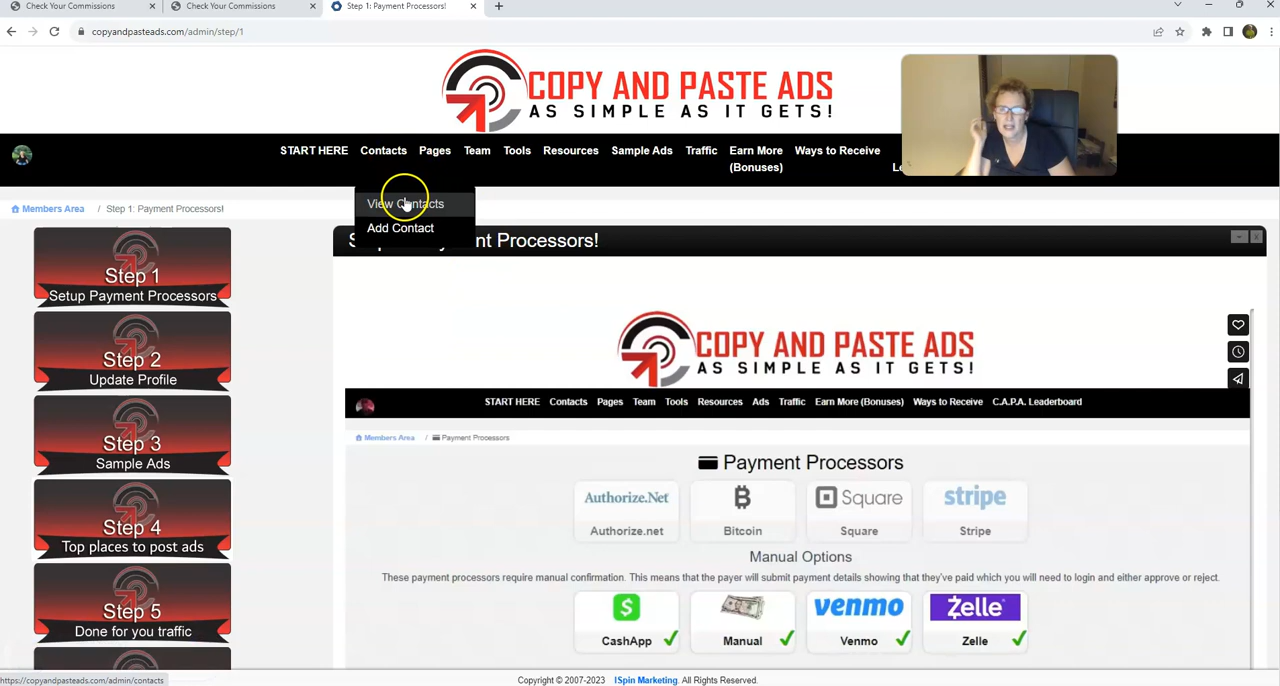 Check Your Commissions
Check Your Commissions
Step 1: Payment Processors!
copyandpasteads.com/admin/step/1
COPY AND PASTE ADS
AS SIMPLE AS IT GETS!
START HERE Contacts Pages Team Tools Resources Sample Ads Traffic Earn More (Bonuses) Ways to Receive
View Contacts
Add Contact
Members Area / Step 1: Payment Processors!
nt Processors!
Step 1
Setup Payment Processors
Step 2
Update Profile
Step 3
Sample Ads
Step 4
Top places to post ads
Step 5
Done for you traffic
COPY AND PASTE ADS
AS SIMPLE AS IT GETS!
START HERE Contacts Pages Team Tools Resources Ads Traffic Earn More (Bonuses) Ways to Receive C.A.P.A. Leaderboard
Members Area / Payment Processors
Payment Processors
Authorize.Net
Authorize.net
Bitcoin
Square
Square
stripe
Stripe
Manual Options
These payment processors require manual confirmation. This means that the payer will submit payment details showing that they've paid which you will need to login and either approve or reject.
CashApp
Manual
venmo
Venmo
Zelle
Zelle
https://copyandpasteads.com/admin/contacts
Copyright © 2007-2023 ISpin Marketing. All Rights Reserved.